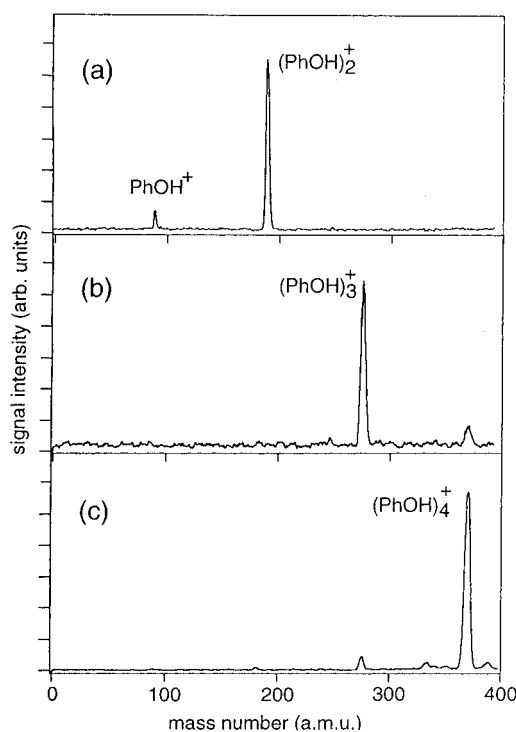 (a)
(PhOH)2+
PhOH+
(b)
(PhOH)3+
(c)
(PhOH)4+
signal intensity (arb. units)
0 100 200 300 400
mass number (a.m.u.)